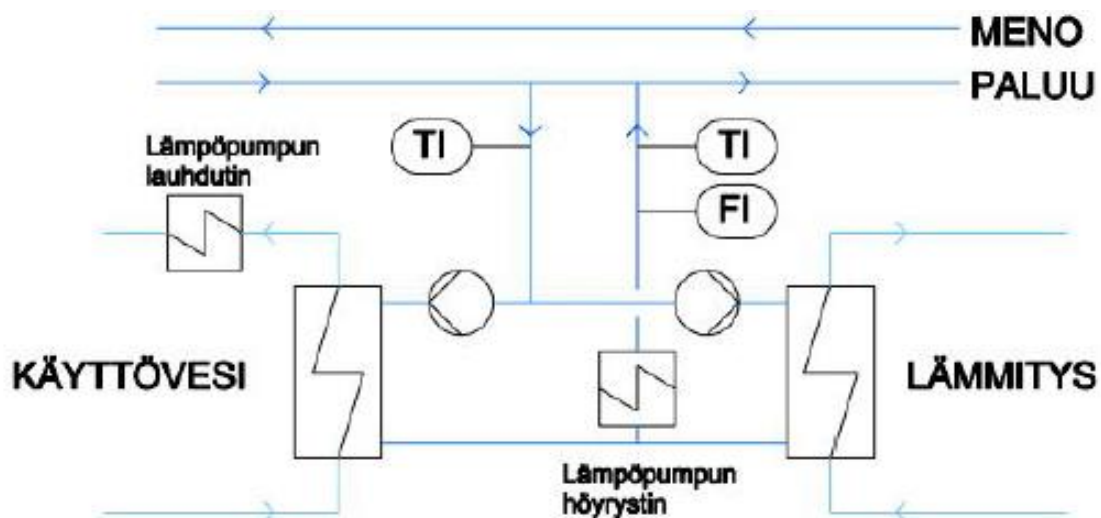 MENO
PALUU
TI
TI
Lämpöpumpun
lauhdutin
FI
KÄYTTÖVESI
LÄMMITYS
Lämpöpumpun
höyrystin